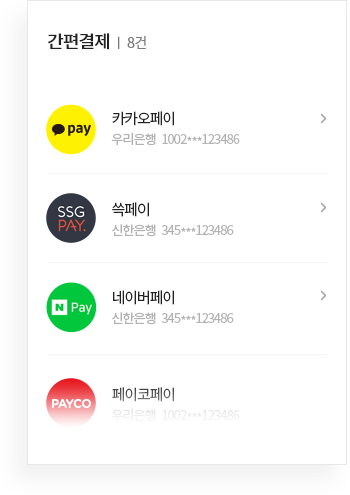 간편결제 | 8건
pay
카카오페이
우리은행 1002***123486
SSG
PAY.
쓱페이
신한은행 345***123486
N Pay
네이버페이
신한은행 345***123486
PAYCO
페이코페이
우리은행 1002***123486